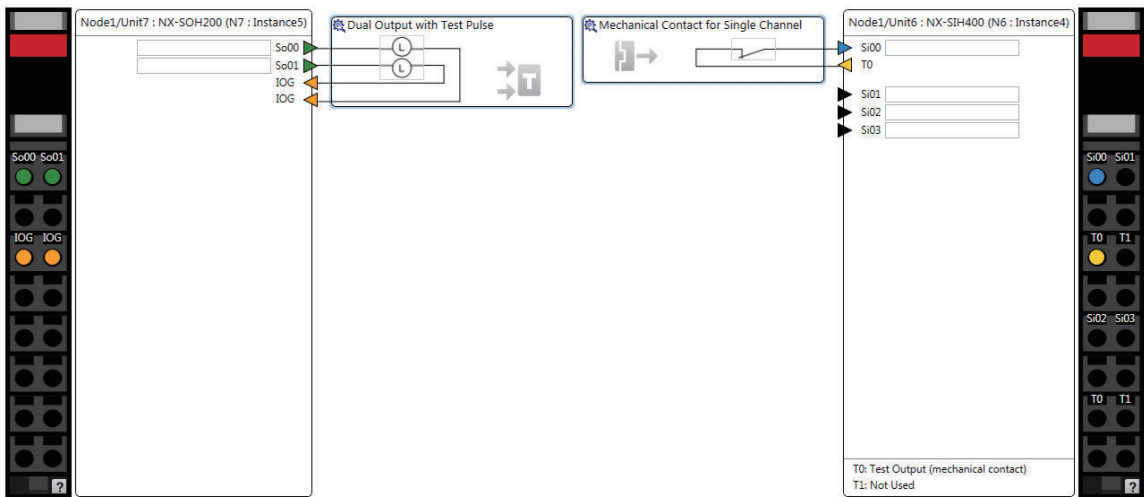 Node1/Unit7 : NX-SOH200 (N7 : Instance5)
So00
So01
IOG
IOG
Dual Output with Test Pulse
L
L
T
Mechanical Contact for Single Channel
Node1/Unit6 : NX-SIH400 (N6 : Instance4)
Si00
T0
Si01
Si02
Si03
T0: Test Output (mechanical contact)
T1: Not Used
So00 So01
IOG IOG
?
Si00 Si01
T0 T1
Si02 Si03
T0 T1
?